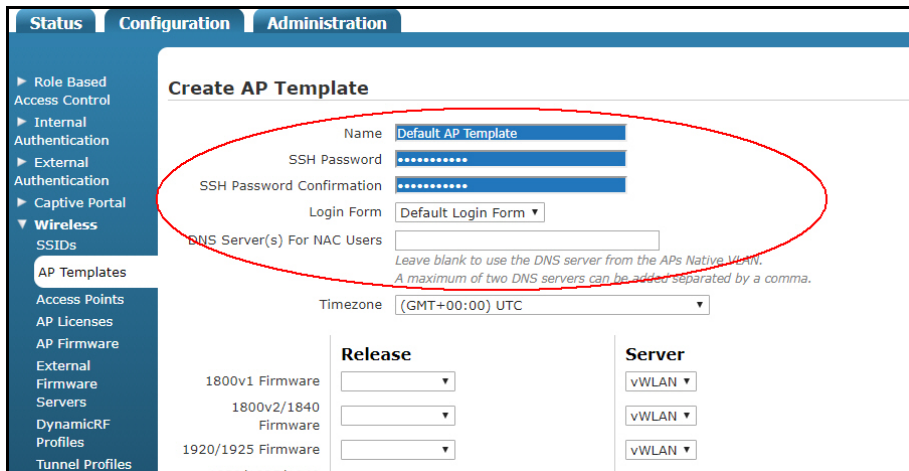 Status Configuration Administration
Role Based
Access Control
Internal
Authentication
External
Authentication
Captive Portal
Wireless
SSIDs
AP Templates
Access Points
AP Licenses
AP Firmware
External
Firmware
Servers
DynamicRF
Profiles
Tunnel Profiles
Create AP Template
Name Default AP Template
SSH Password •••••••••••
SSH Password Confirmation •••••••••••
Login Form Default Login Form
DNS Server(s) For NAC Users
Leave blank to use the DNS server from the APs Native VLAN.
A maximum of two DNS servers can be added separated by a comma.
Timezone (GMT+00:00) UTC
Release Server
1800v1 Firmware vWLAN
1800v2/1840
Firmware vWLAN
1920/1925 Firmware vWLAN